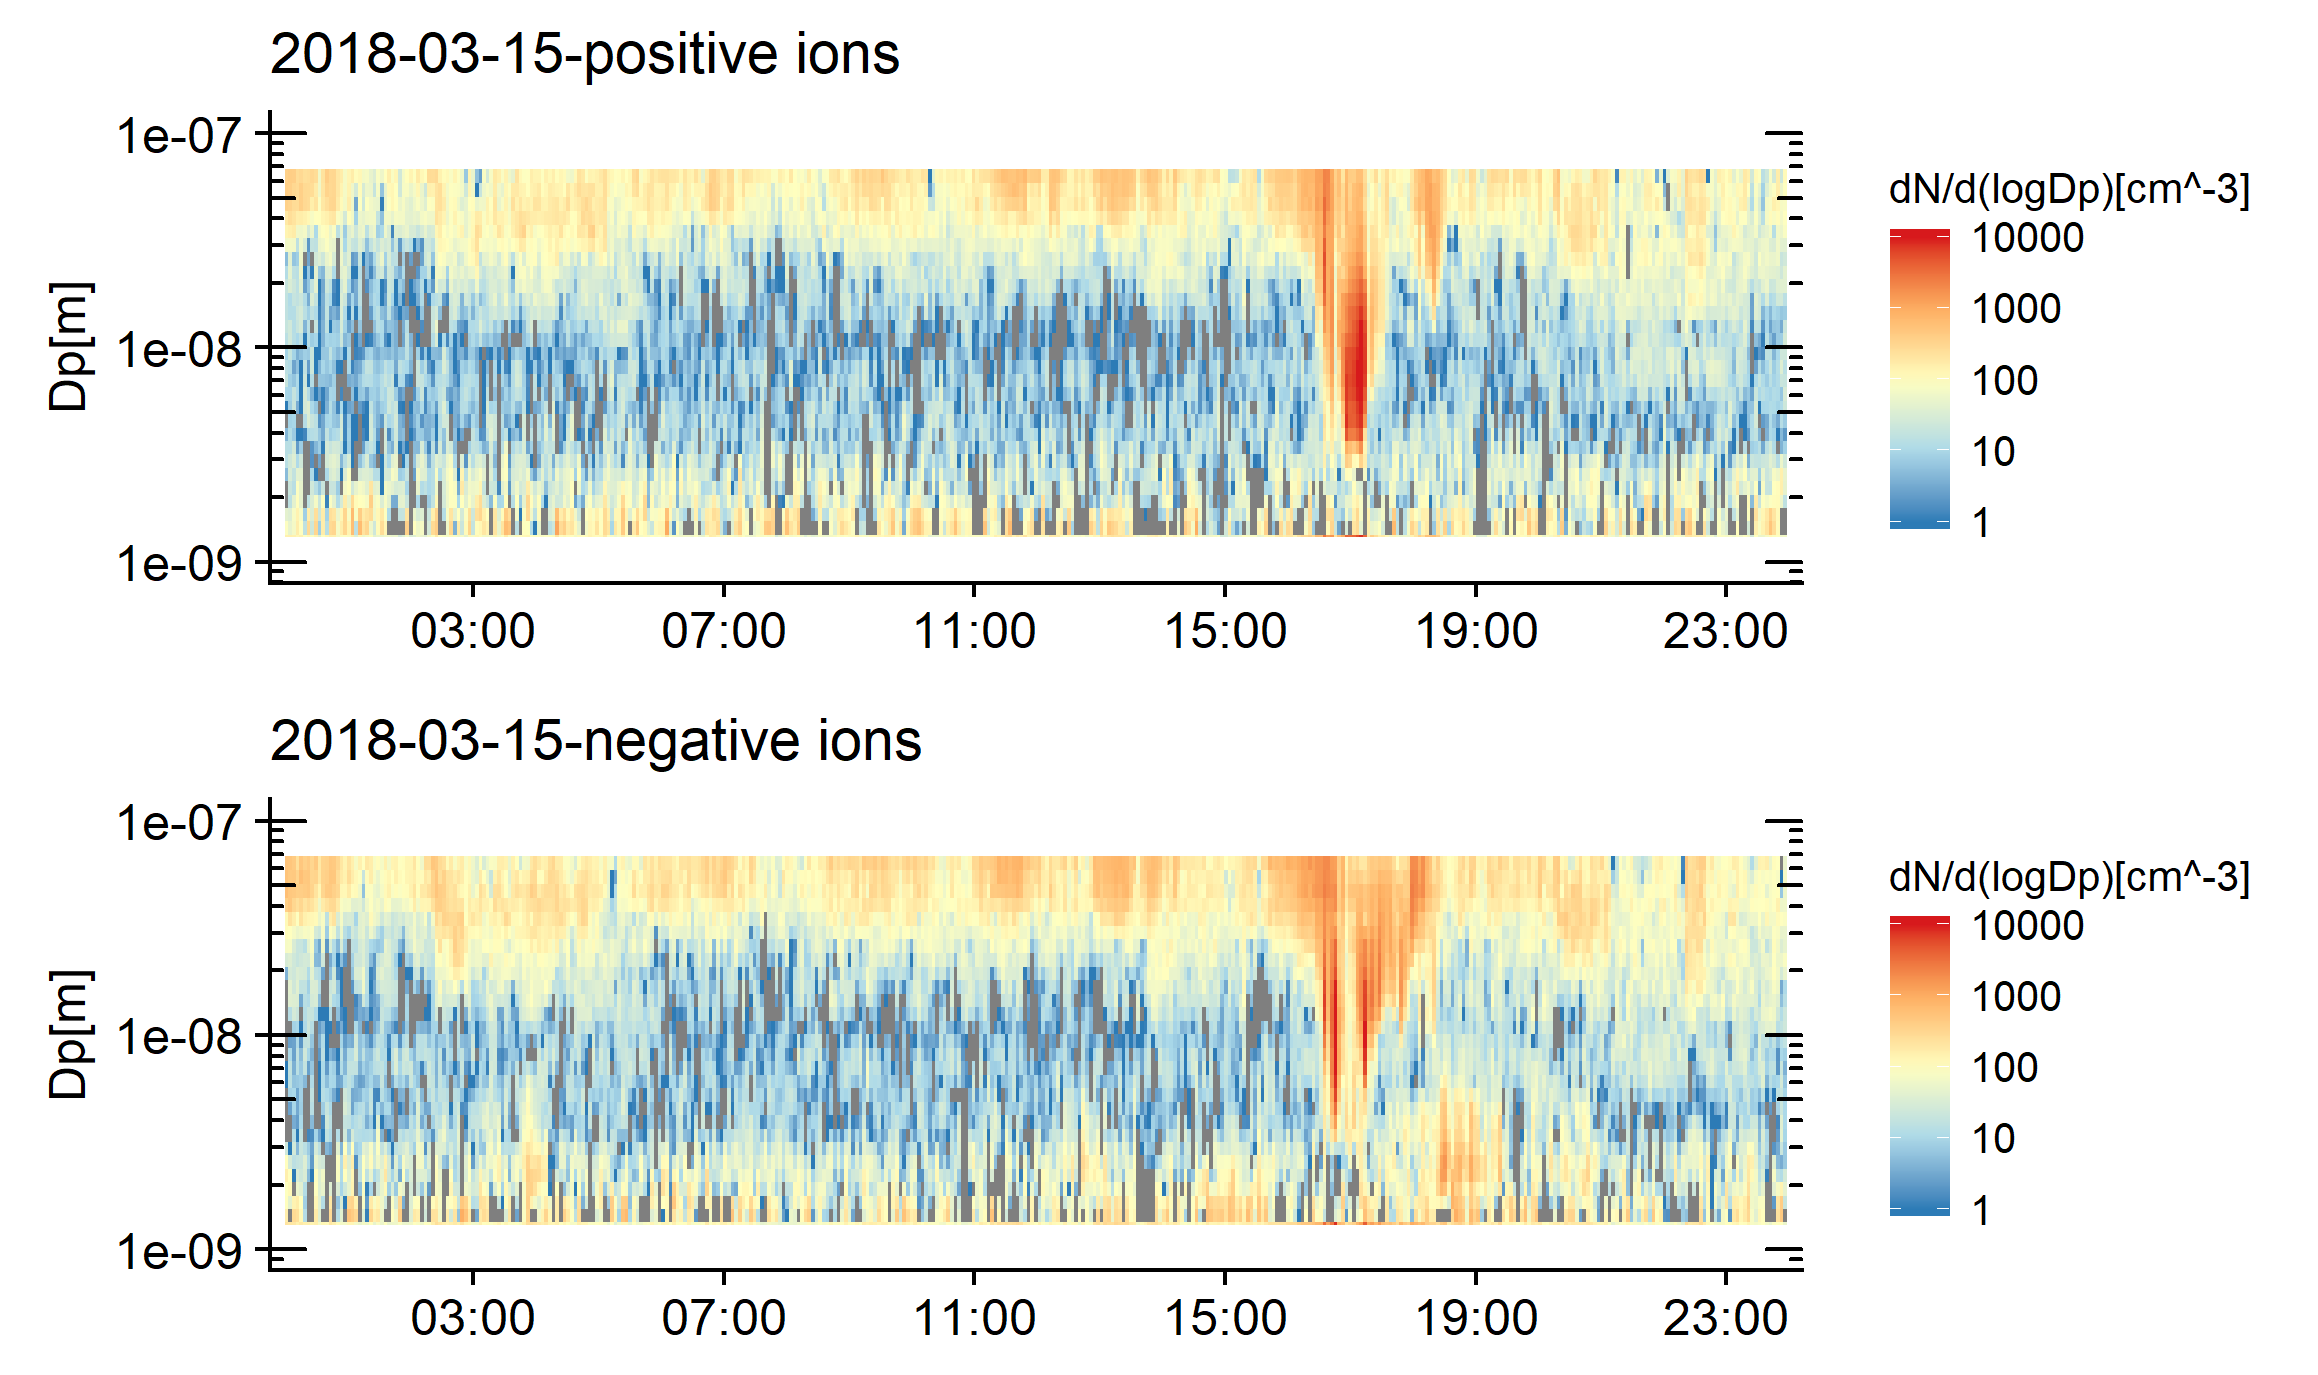 2018-03-15-positive ions
Dp[m]
1e-07
1e-08
1e-09
03:00 07:00 11:00 15:00 19:00 23:00
dN/d(logDp)[cm^-3]
10000
1000
100
10
1
2018-03-15-negative ions
Dp[m]
1e-07
1e-08
1e-09
03:00 07:00 11:00 15:00 19:00 23:00
dN/d(logDp)[cm^-3]
10000
1000
100
10
1